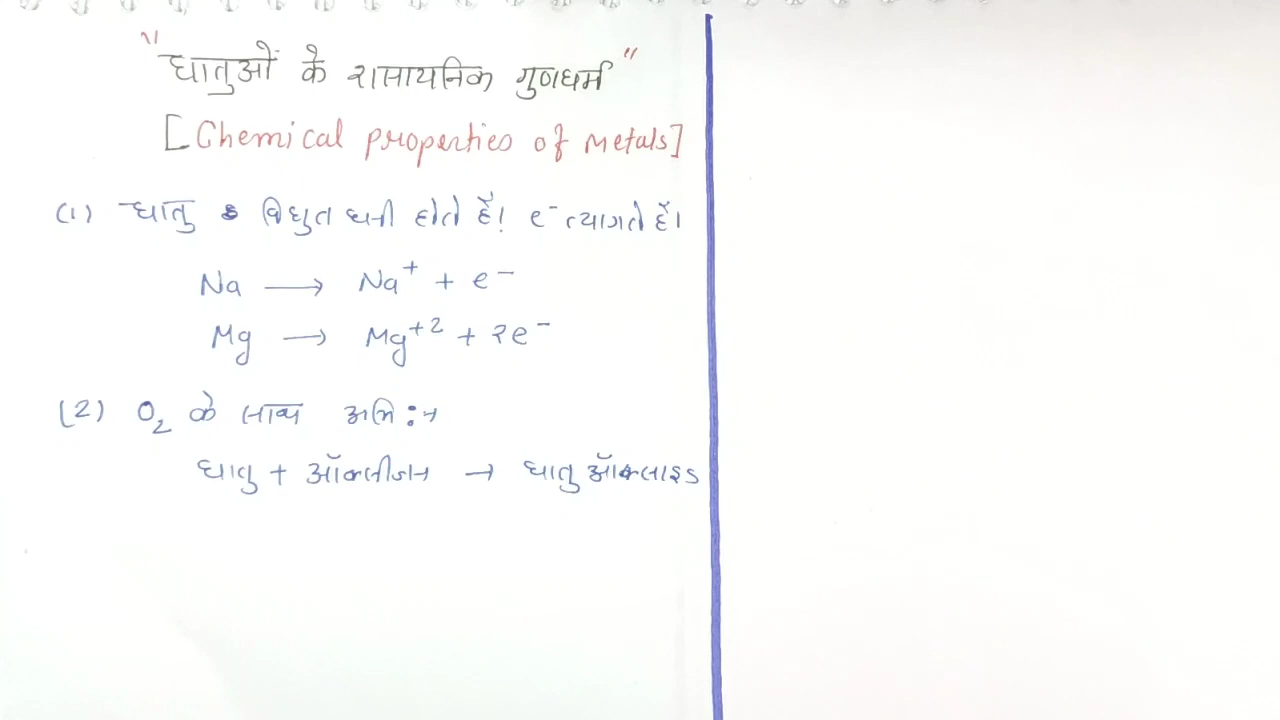 "धातुओं के रासायनिक गुणधर्म"
[Chemical properties of Metals]
(1) धातु विधुत धनी होते हैं। e⁻ त्यागते हैं।
Na → Na⁺ + e⁻
Mg → Mg⁺² + 2e⁻
(2) O₂ के साथ अभि:न
धातु + ऑक्सीजन → धातु ऑक्साइड